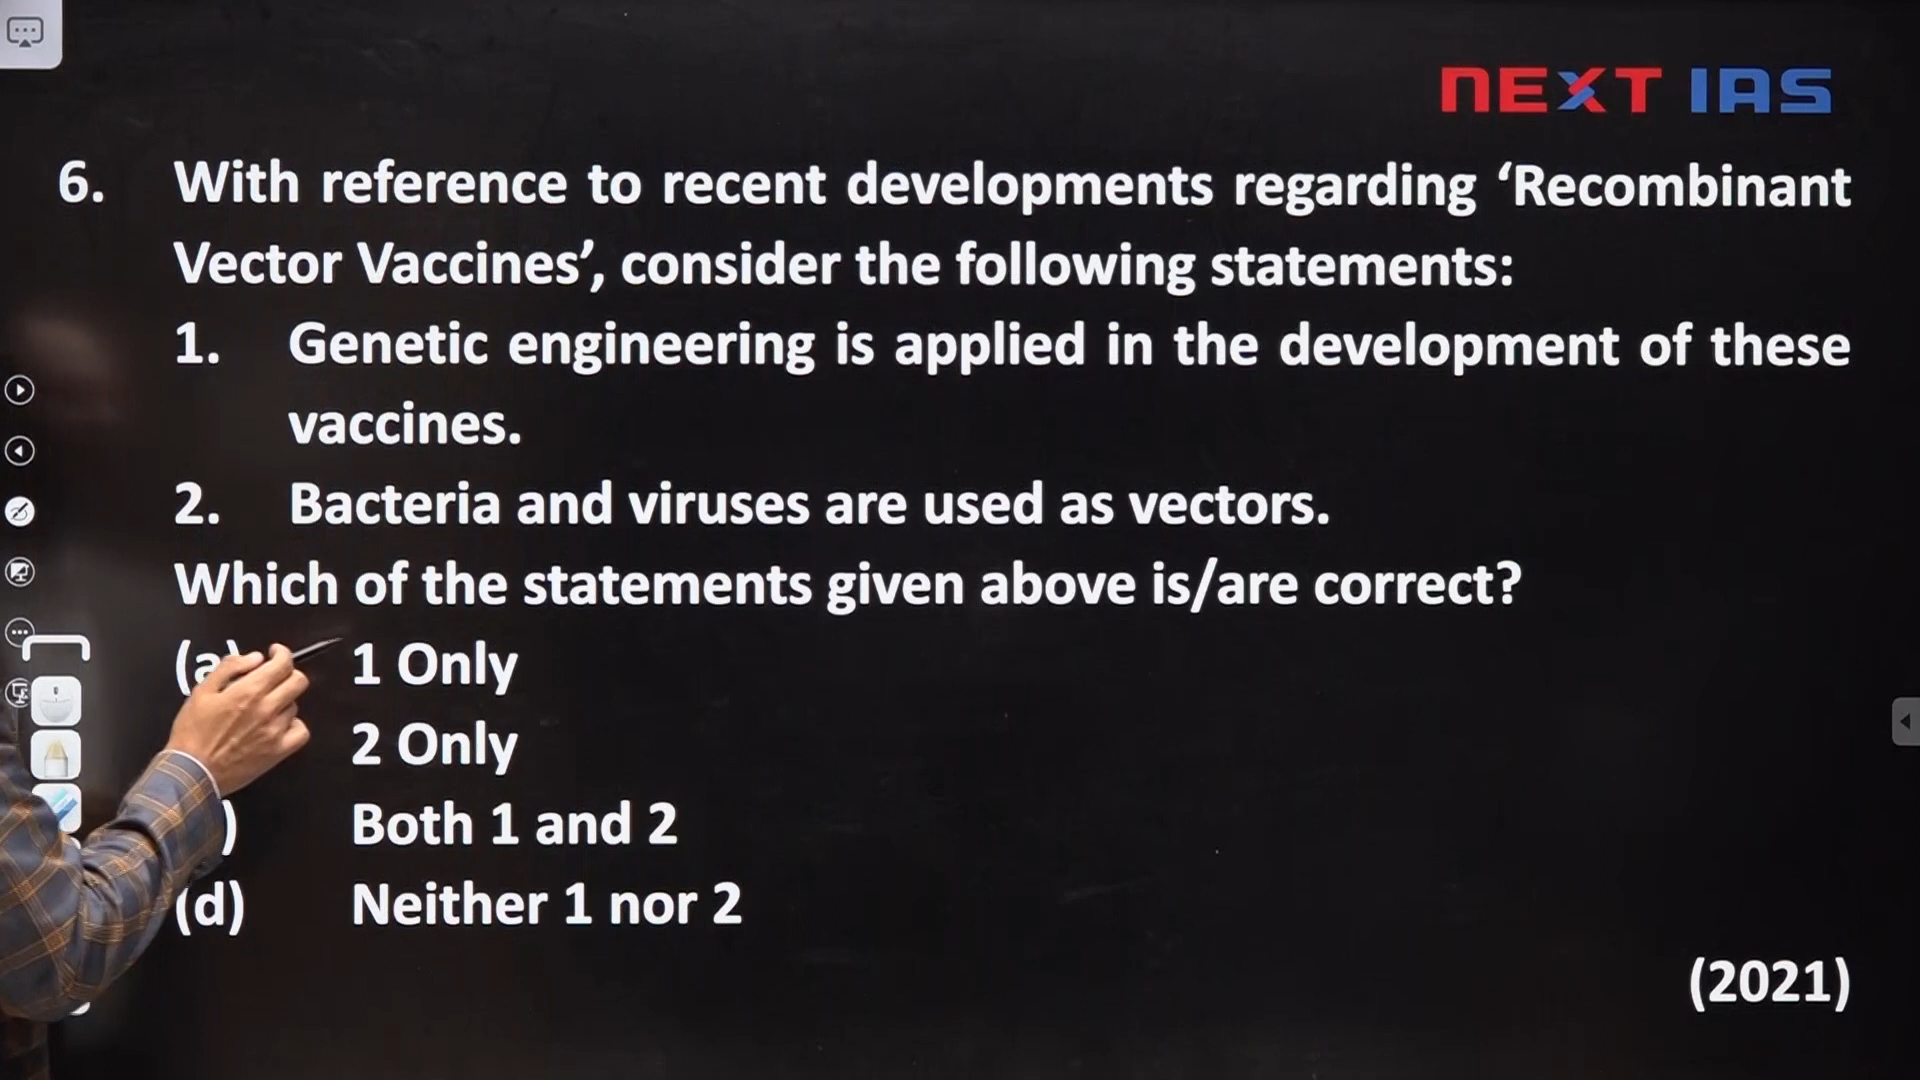 NEXT IAS
6. With reference to recent developments regarding ‘Recombinant
Vector Vaccines’, consider the following statements:
1. Genetic engineering is applied in the development of these
vaccines.
2. Bacteria and viruses are used as vectors.
Which of the statements given above is/are correct?
(a) 1 Only
2 Only
) Both 1 and 2
(d) Neither 1 nor 2
(2021)